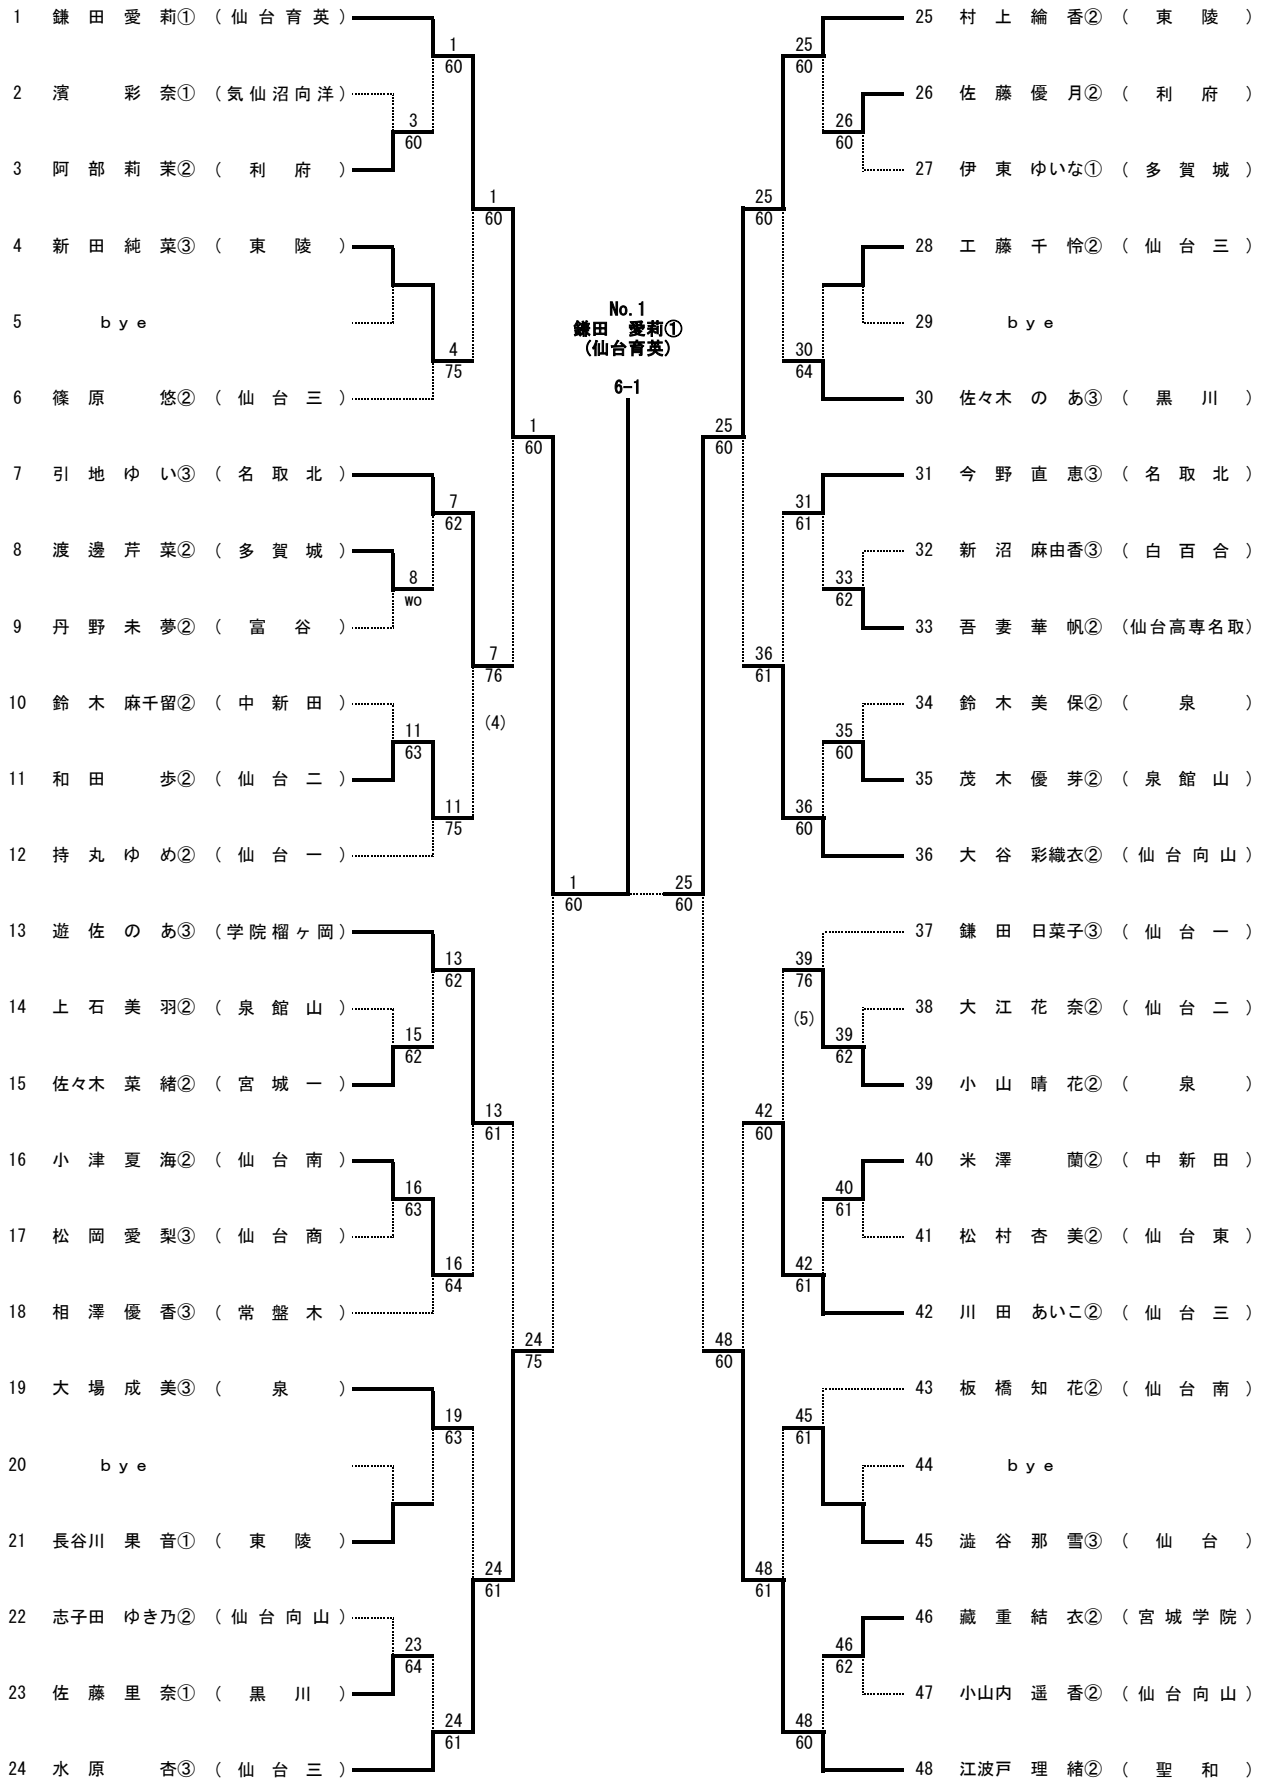 1 鎌田愛莉① (仙台育英)
1
60
2 濱 彩奈① (気仙沼向洋)
3
60
3 阿部莉茉② (利府)
1
60
4 新田純菜③ (東陵)
5 bye
4
75
6 篠原 悠② (仙台三)
1
60
7 引地ゆい③ (名取北)
7
62
8 渡邊芹菜② (多賀城)
8
wo
9 丹野未夢② (富谷)
7
76
(4)
10 鈴木麻千留② (中新田)
11
63
11 和田 歩② (仙台二)
11
75
12 持丸ゆめ② (仙台一)
1
60
13 遊佐のあ③ (学院榴ヶ岡)
13
62
14 上石美羽② (泉館山)
15
62
15 佐々木菜緒② (宮城一)
13
61
16 小津夏海② (仙台南)
16
63
17 松岡愛梨③ (仙台商)
16
64
18 相澤優香③ (常盤木)
24
75
19 大場成美③ (泉)
19
63
20 bye
21 長谷川果音① (東陵)
24
61
22 志子田ゆき乃② (仙台向山)
23
64
23 佐藤里奈① (黒川)
24
61
24 水原 杏③ (仙台三)
No.1
鎌田 愛莉①
(仙台育英)
6-1
25 村上綸香② (東陵)
25
60
26 佐藤優月② (利府)
26
60
27 伊東ゆいな① (多賀城)
25
60
28 工藤千怜② (仙台三)
29 bye
30
64
30 佐々木のあ③ (黒川)
25
60
31 今野直恵③ (名取北)
31
61
32 新沼麻由香③ (白百合)
33
62
33 吾妻華帆② (仙台高専名取)
36
61
34 鈴木美保② (泉)
35
60
35 茂木優芽② (泉館山)
36
60
36 大谷彩織衣② (仙台向山)
25
60
37 鎌田日菜子③ (仙台一)
39
76
(5)
38 大江花奈② (仙台二)
39
62
39 小山晴花② (泉)
42
60
40 米澤 蘭② (中新田)
40
61
41 松村杏美② (仙台東)
42
61
42 川田あいこ② (仙台三)
48
60
43 板橋知花② (仙台南)
45
61
44 bye
45 澁谷那雪③ (仙台)
48
61
46 藏重結衣② (宮城学院)
46
62
47 小山内遥香② (仙台向山)
48
60
48 江波戸理緒② (聖和)